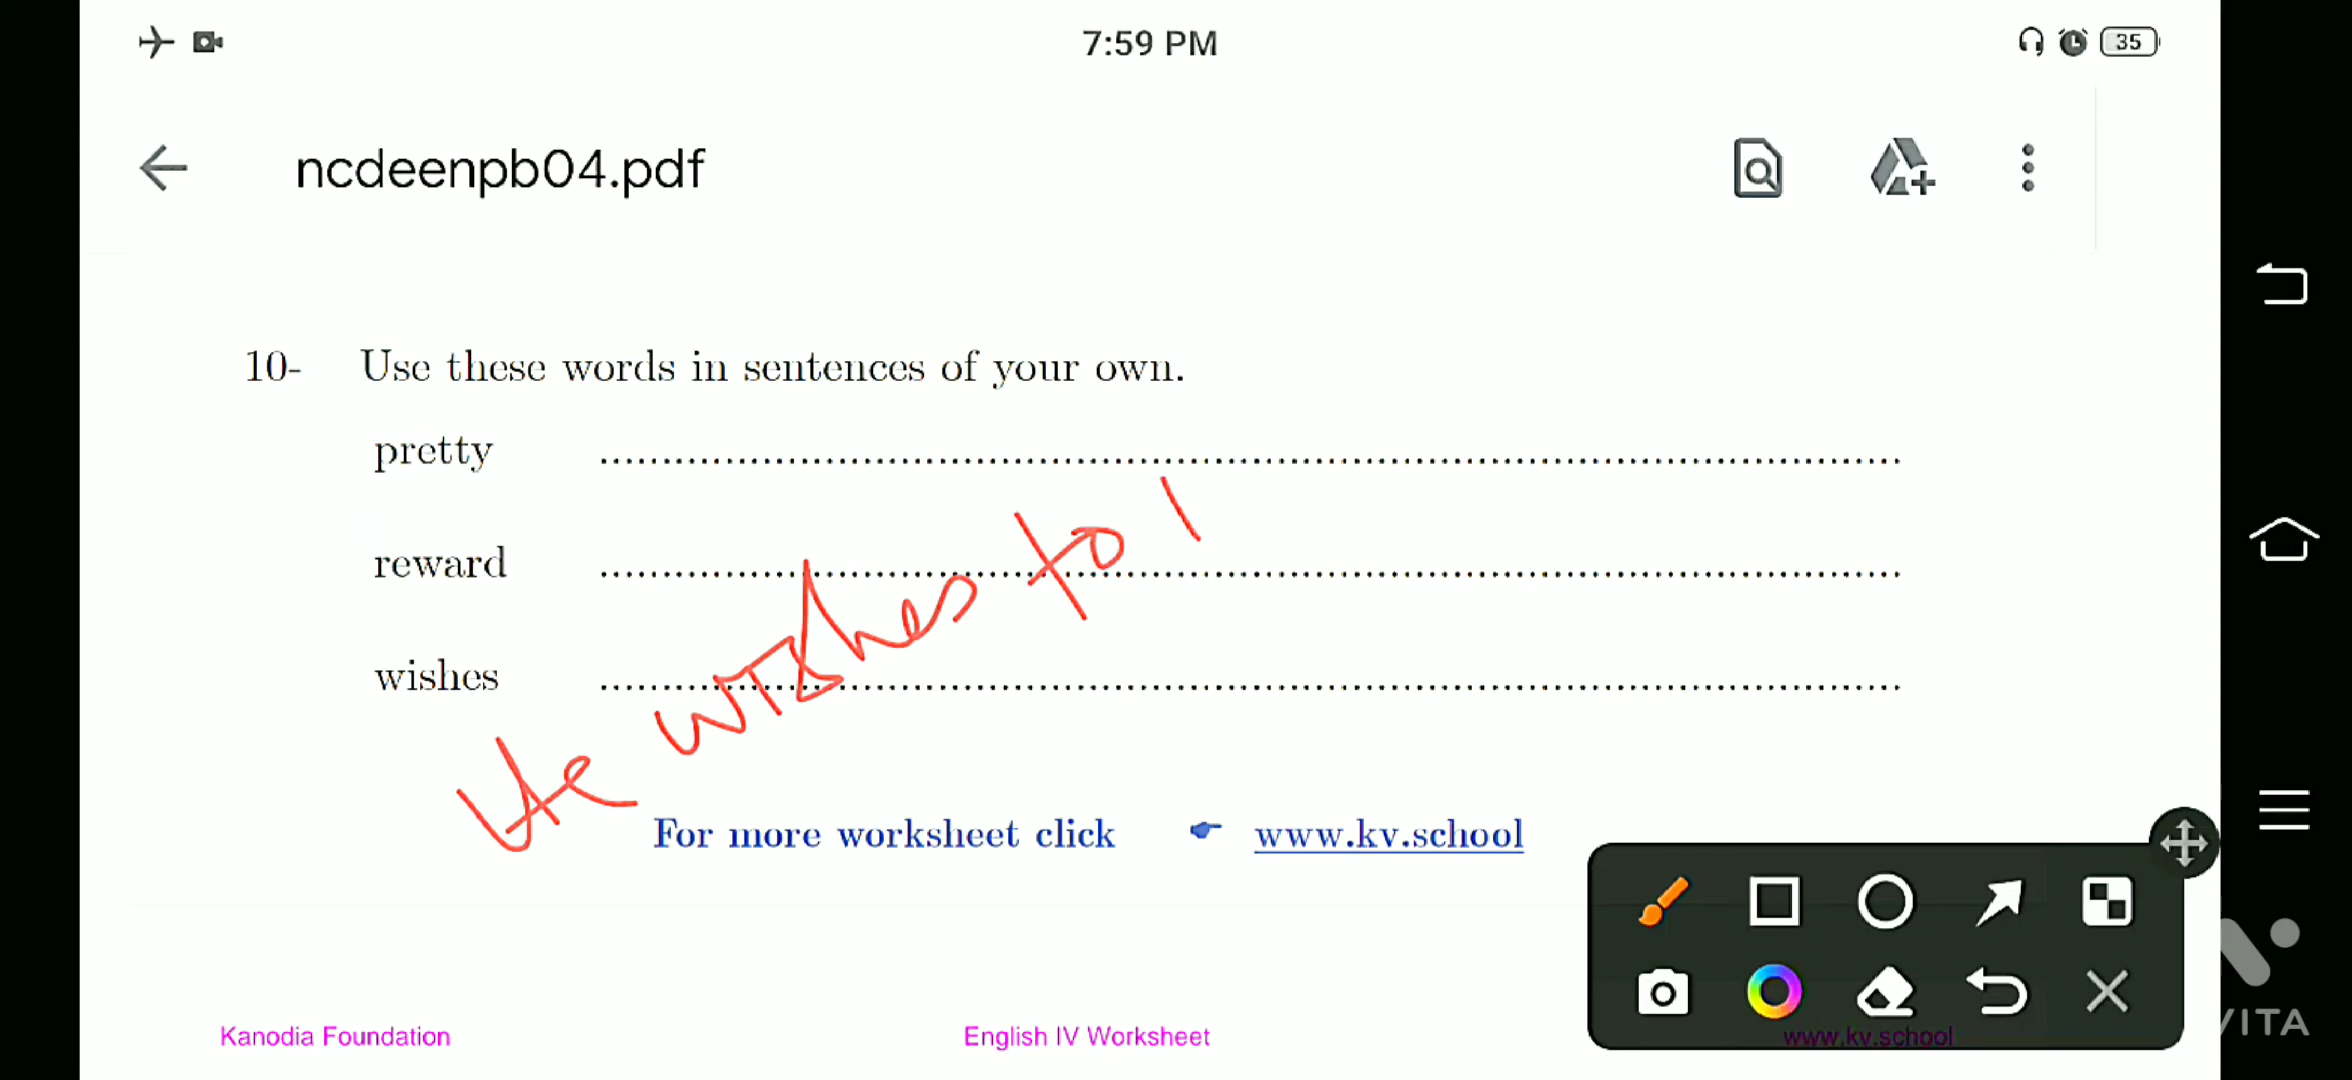 7:59 PM
35
ncdeenpb04.pdf
10- Use these words in sentences of your own.
pretty ..........................................................................................................
reward ..........................................................................................................
wishes ..........................................................................................................
He wishes to
For more worksheet click ☛ www.kv.school
Kanodia Foundation English IV Worksheet www.kv.school
VITA